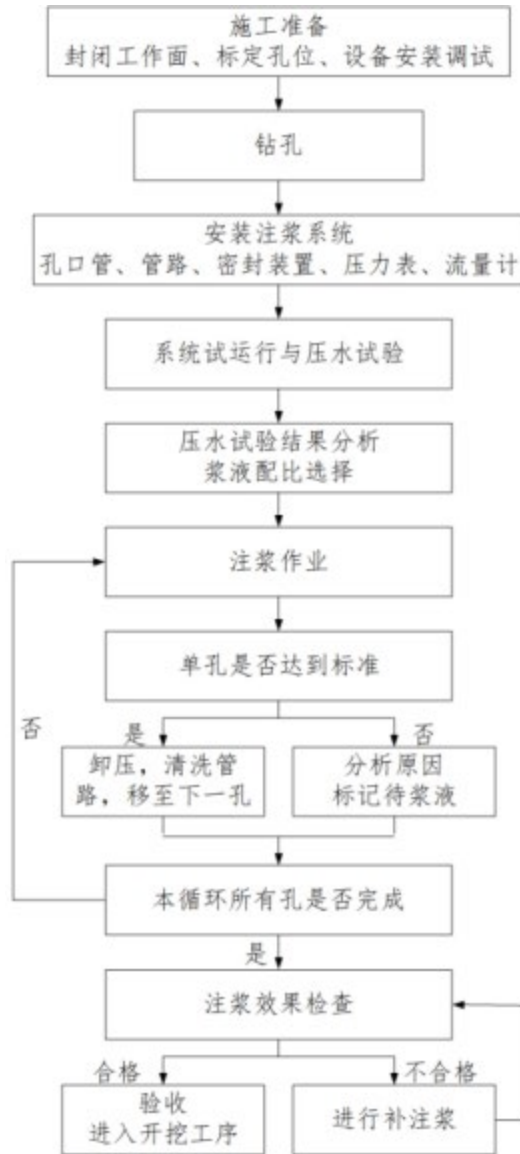 施工准备
封闭工作面、标定孔位、设备安装调试
钻孔
安装注浆系统
孔口管、管路、密封装置、压力表、流量计
系统试运行与压水试验
压水试验结果分析
浆液配比选择
注浆作业
单孔是否达到标准
否
是
否
卸压，清洗管
路，移至下一孔
分析原因
标记待浆液
本循环所有孔是否完成
是
注浆效果检查
合格
不合格
验收
进入开挖工序
进行补注浆